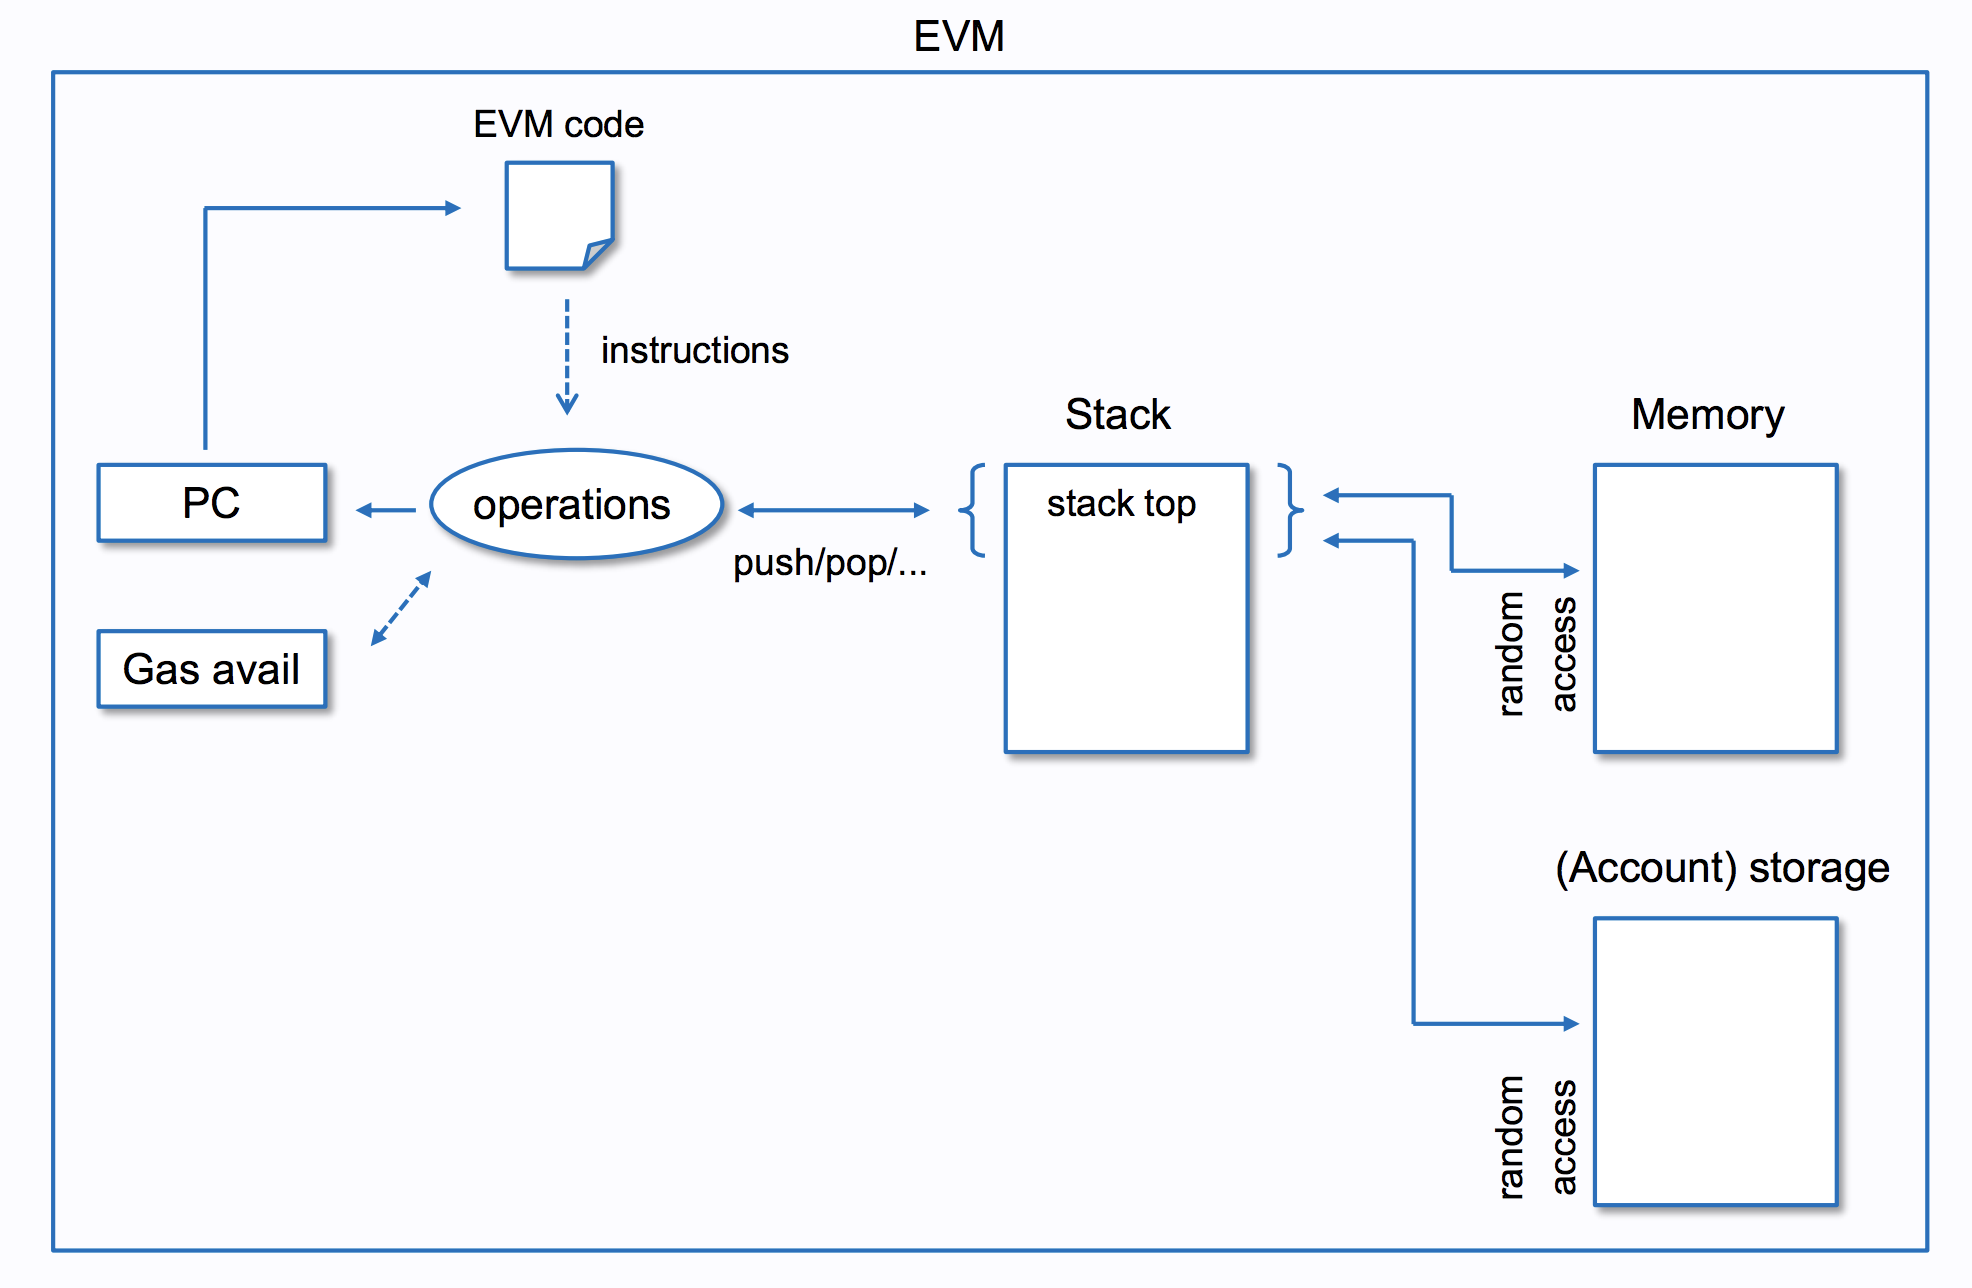 EVM
EVM code
instructions
Stack
Memory
PC
operations
stack top
push/pop/...
random
access
Gas avail
(Account) storage
random
access